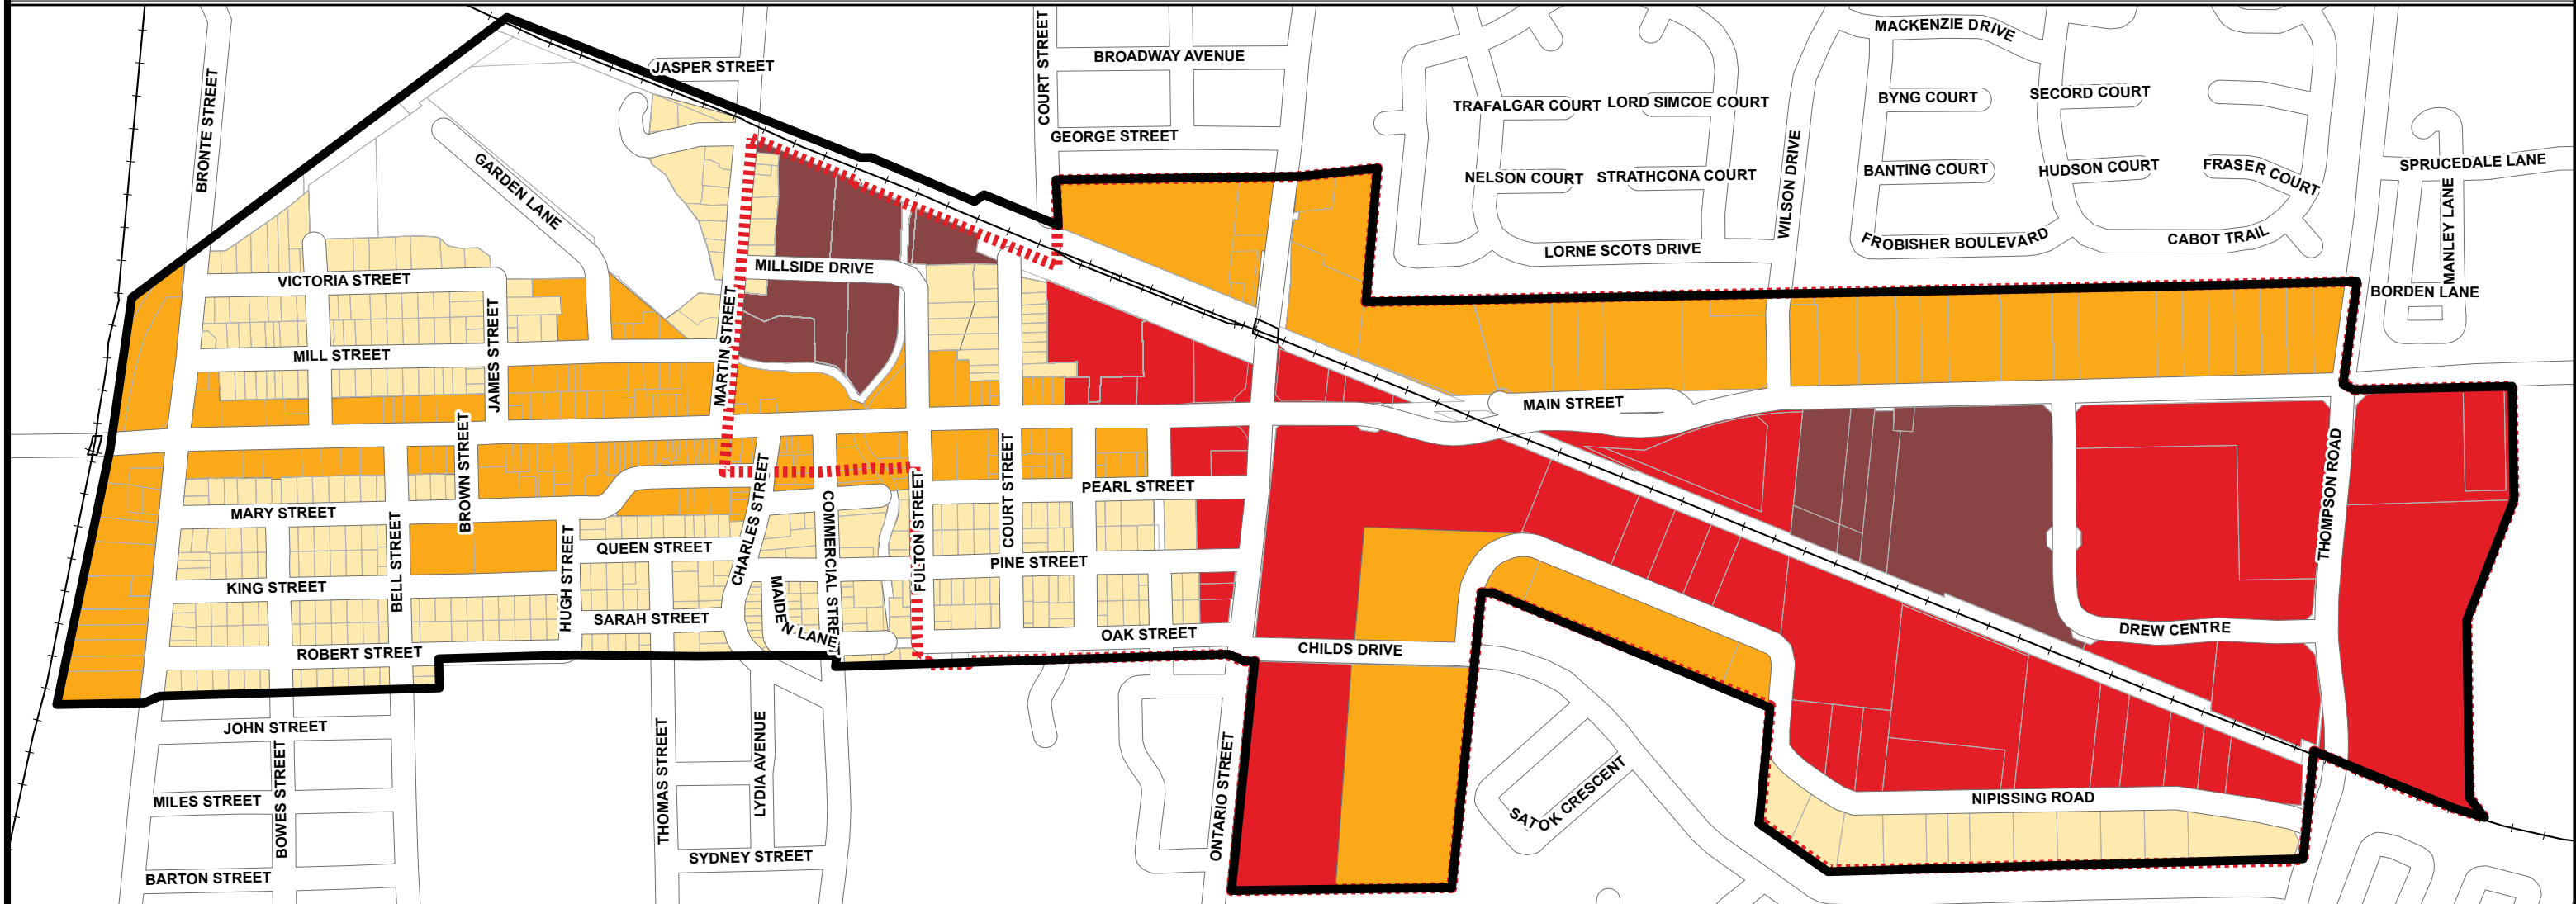 MACKENZIE DRIVE
BRONTE STREET
JASPER STREET
COURT STREET
BROADWAY AVENUE
TRAFALGAR COURT
LORD SIMCOE COURT
BYNG COURT
SECORD COURT
GEORGE STREET
WILSON DRIVE
GARDEN LANE
NELSON COURT
STRATHCONA COURT
BANTING COURT
HUDSON COURT
FRASER COURT
SPRUCEDALE LANE
MANLEY LANE
LORNE SCOTS DRIVE
FROBISHER BOULEVARD
CABOT TRAIL
VICTORIA STREET
MILLSIDE DRIVE
BORDEN LANE
JAMES STREET
MILL STREET
MARTIN STREET
MAIN STREET
BROWN STREET
COURT STREET
THOMPSON ROAD
PEARL STREET
MARY STREET
CHARLES STREET
COMMERCIAL STREET
FULTON STREET
BELL STREET
HUGH STREET
QUEEN STREET
PINE STREET
KING STREET
MAIDEN LANE
SARAH STREET
OAK STREET
DREW CENTRE
ROBERT STREET
CHILDS DRIVE
JOHN STREET
THOMAS STREET
LYDIA AVENUE
ONTARIO STREET
BOWES STREET
MILES STREET
SATOK CRESCENT
NIPISSING ROAD
SYDNEY STREET
BARTON STREET